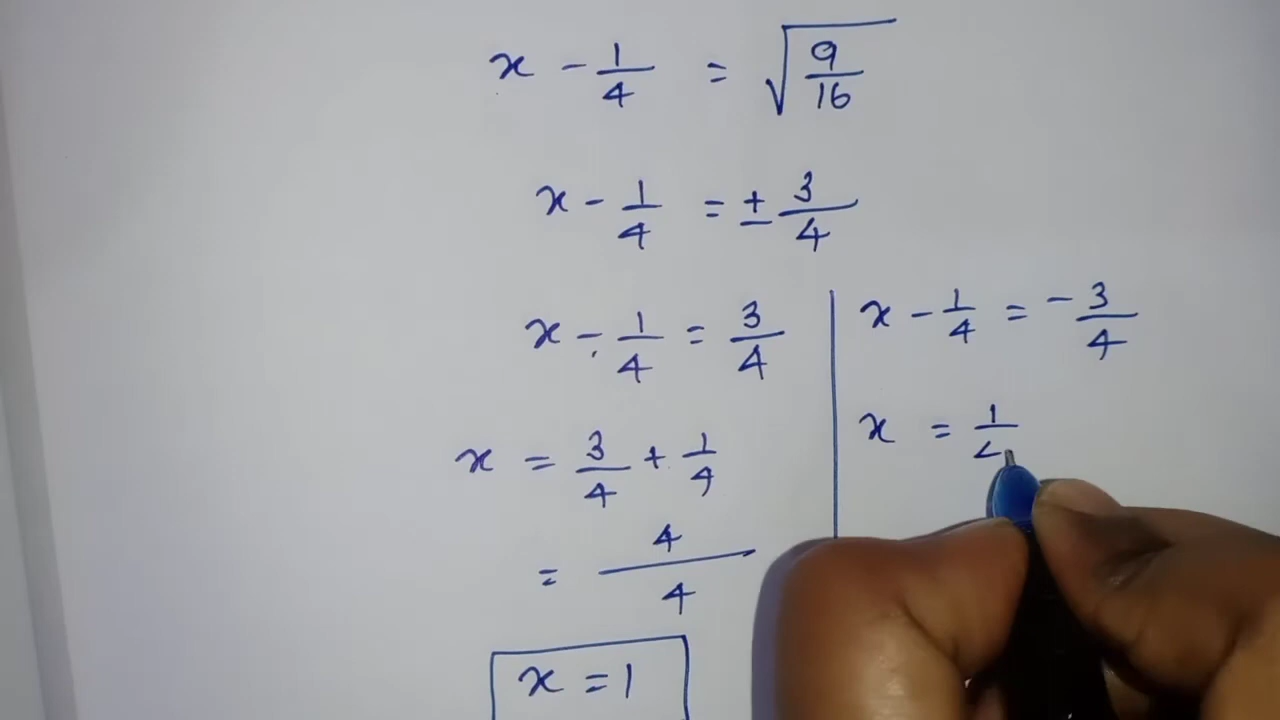 x - 1/4 = √(9/16)
x - 1/4 = ± 3/4
x - 1/4 = 3/4
x = 3/4 + 1/4
= 4/4
x = 1
x - 1/4 = - 3/4
x = 1/